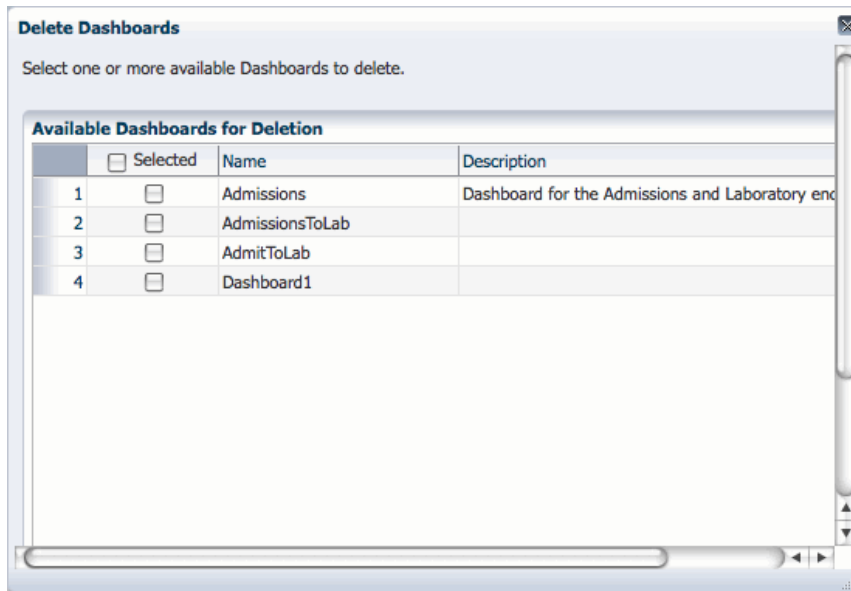 Delete Dashboards
Select one or more available Dashboards to delete.
Available Dashboards for Deletion
Selected Name Description
1 Admissions Dashboard for the Admissions and Laboratory
2 AdmissionsToLab
3 AdmitToLab
4 Dashboard1